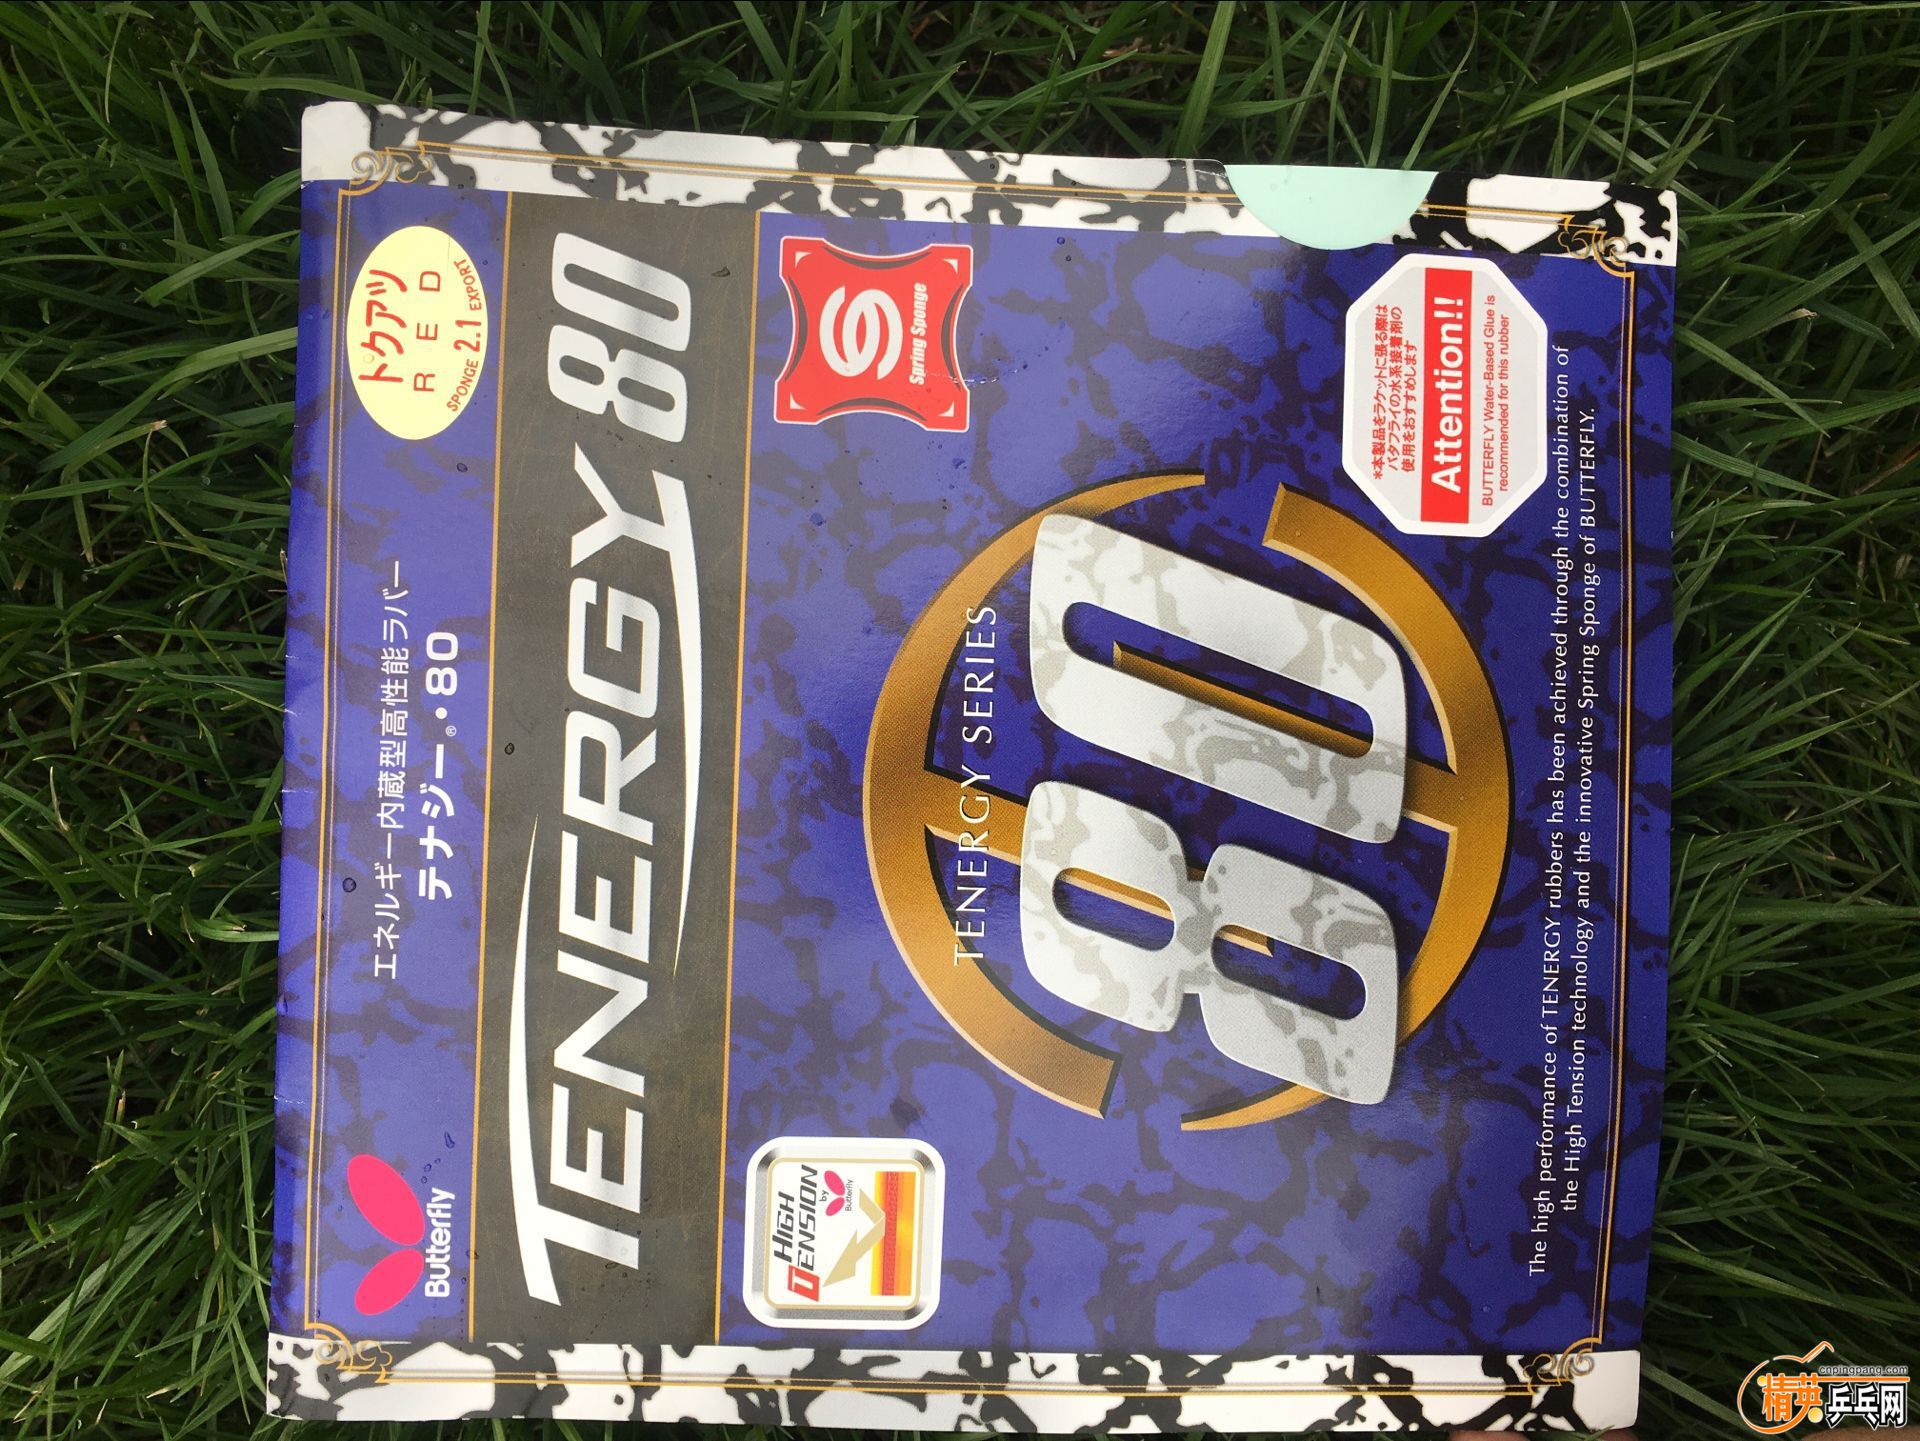 エネルギー内蔵型高性能ラバー
テナジー®・80
Butterfly
トクアツ
RED
SPONGE 2.1 EXPORT
TENERGY 80
HIGH
TENSION
by
Butterfly
Spring Sponge
TENERGY SERIES
80
*本製品をラケットに張る際は
バタフライの水系接着剤の
使用をおすすめします
Attention!!
BUTTERFLY Water-Based Glue is
recommended for this rubber
The high performance of TENERGY rubbers has been achieved through the combination of
the High Tension technology and the innovative Spring Sponge of BUTTERFLY.
cnpingpang.com
精英乒乓网